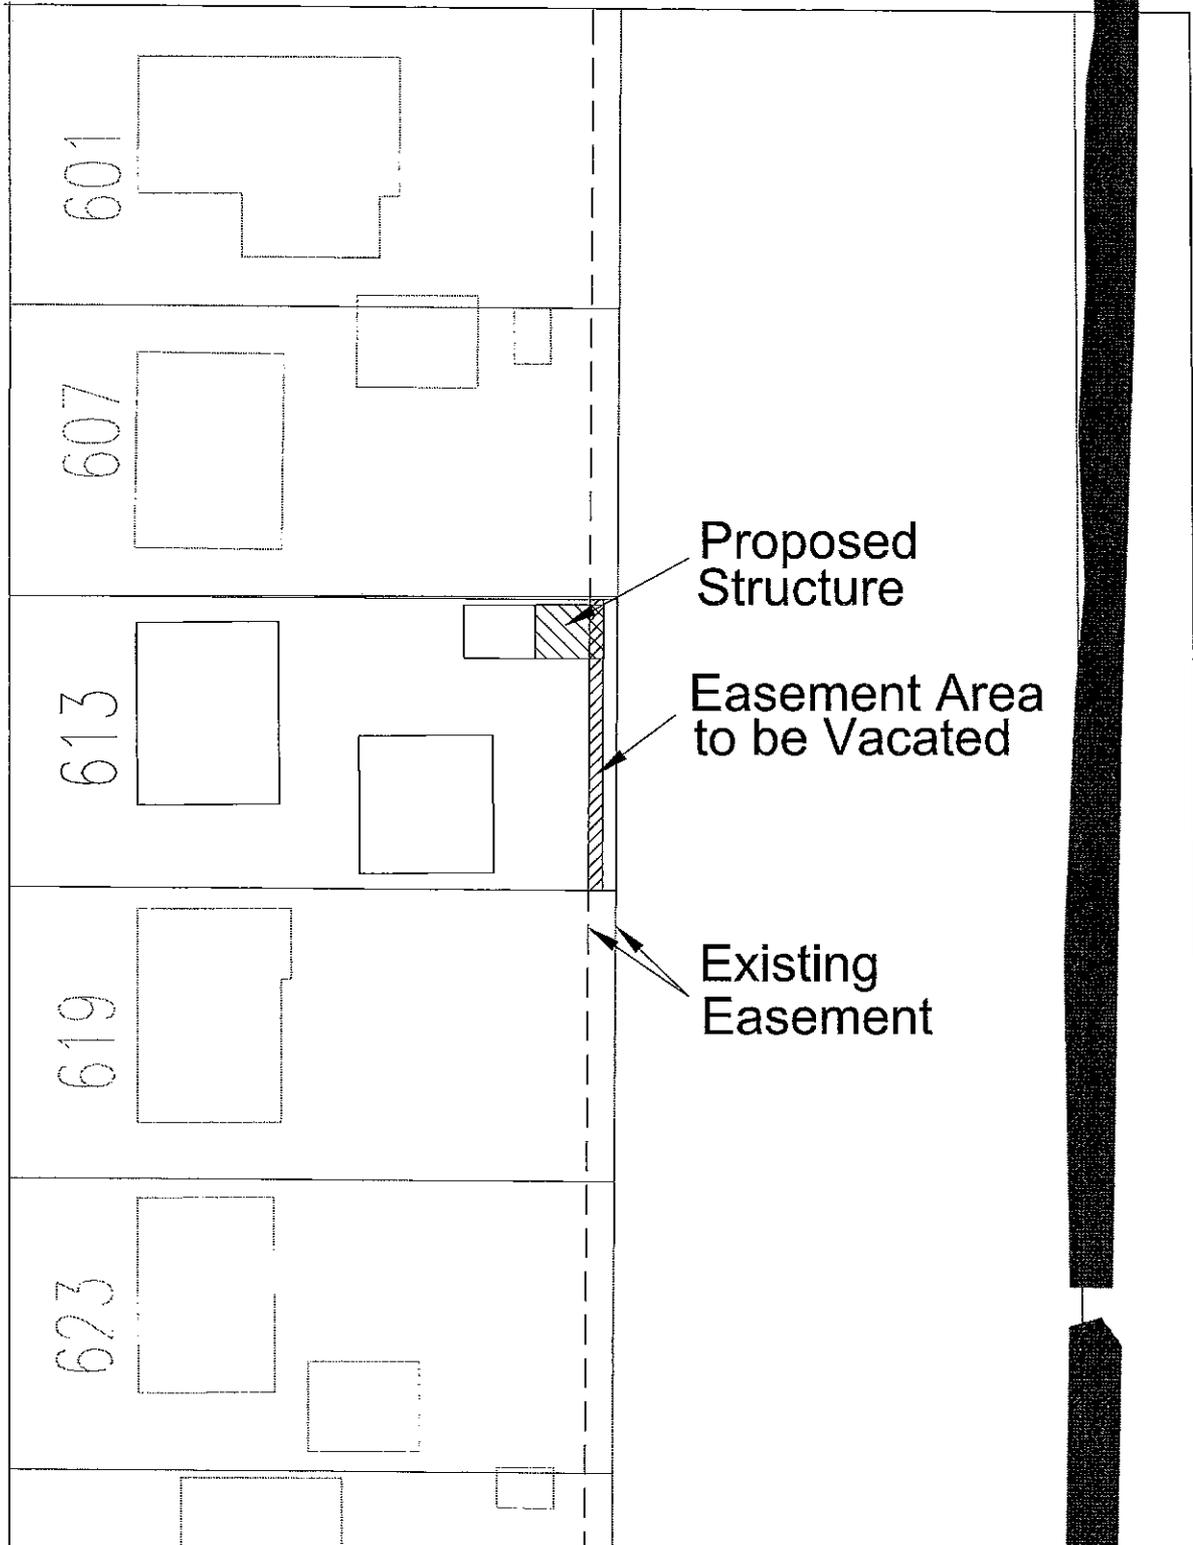 601
607
Proposed
Structure
613
Easement Area
to be Vacated
Existing
Easement
619
623